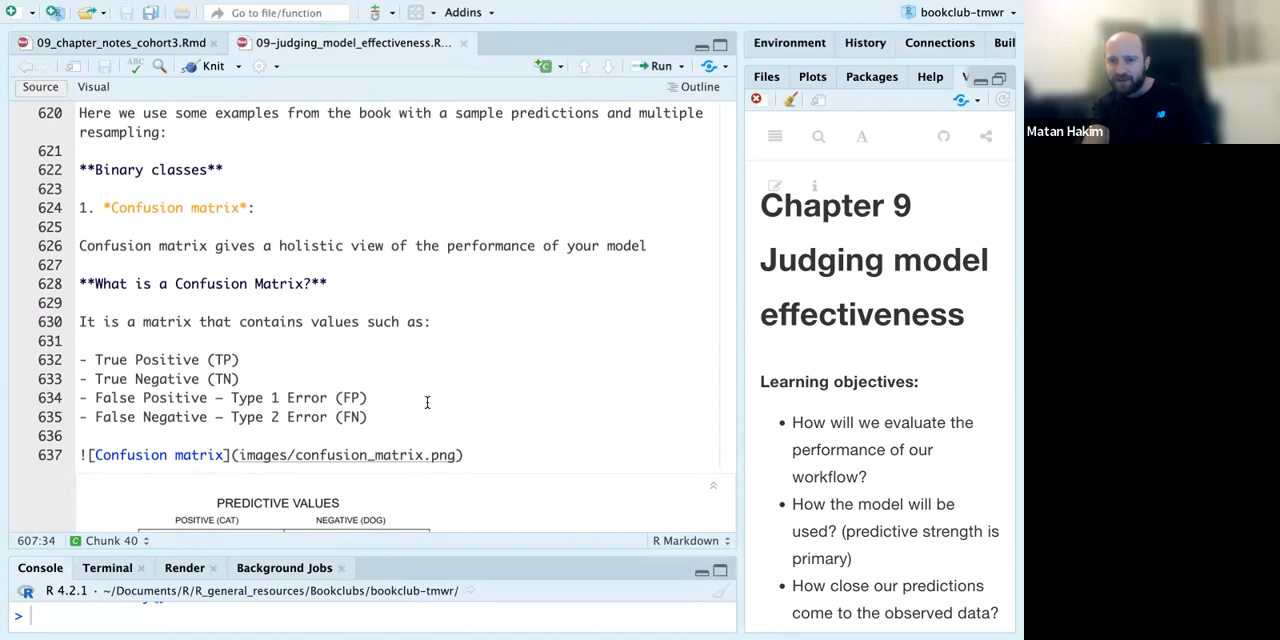 Go to file/function
Addins
bookclub-tmwr
09_chapter_notes_cohort3.Rmd
09-judging_model_effectiveness.R...
Knit
Run
Source
Visual
Outline
620 Here we use some examples from the book with a sample predictions and multiple
resampling:
621
622 **Binary classes**
623
624 1. *Confusion matrix*:
625
626 Confusion matrix gives a holistic view of the performance of your model
627
628 **What is a Confusion Matrix?**
629
630 It is a matrix that contains values such as:
631
632 - True Positive (TP)
633 - True Negative (TN)
634 - False Positive – Type 1 Error (FP)
635 - False Negative – Type 2 Error (FN)
636
637 ![Confusion matrix](images/confusion_matrix.png)
PREDICTIVE VALUES
POSITIVE (CAT) NEGATIVE (DOG)
607:34 Chunk 40 R Markdown
Console Terminal Render Background Jobs
R 4.2.1 · ~/Documents/R/R_general_resources/Bookclubs/bookclub-tmwr/
>
Environment History Connections Buil
Files Plots Packages Help V
Chapter 9
Judging model
effectiveness
Learning objectives:
• How will we evaluate the
performance of our
workflow?
• How the model will be
used? (predictive strength is
primary)
• How close our predictions
come to the observed data?
Matan Hakim